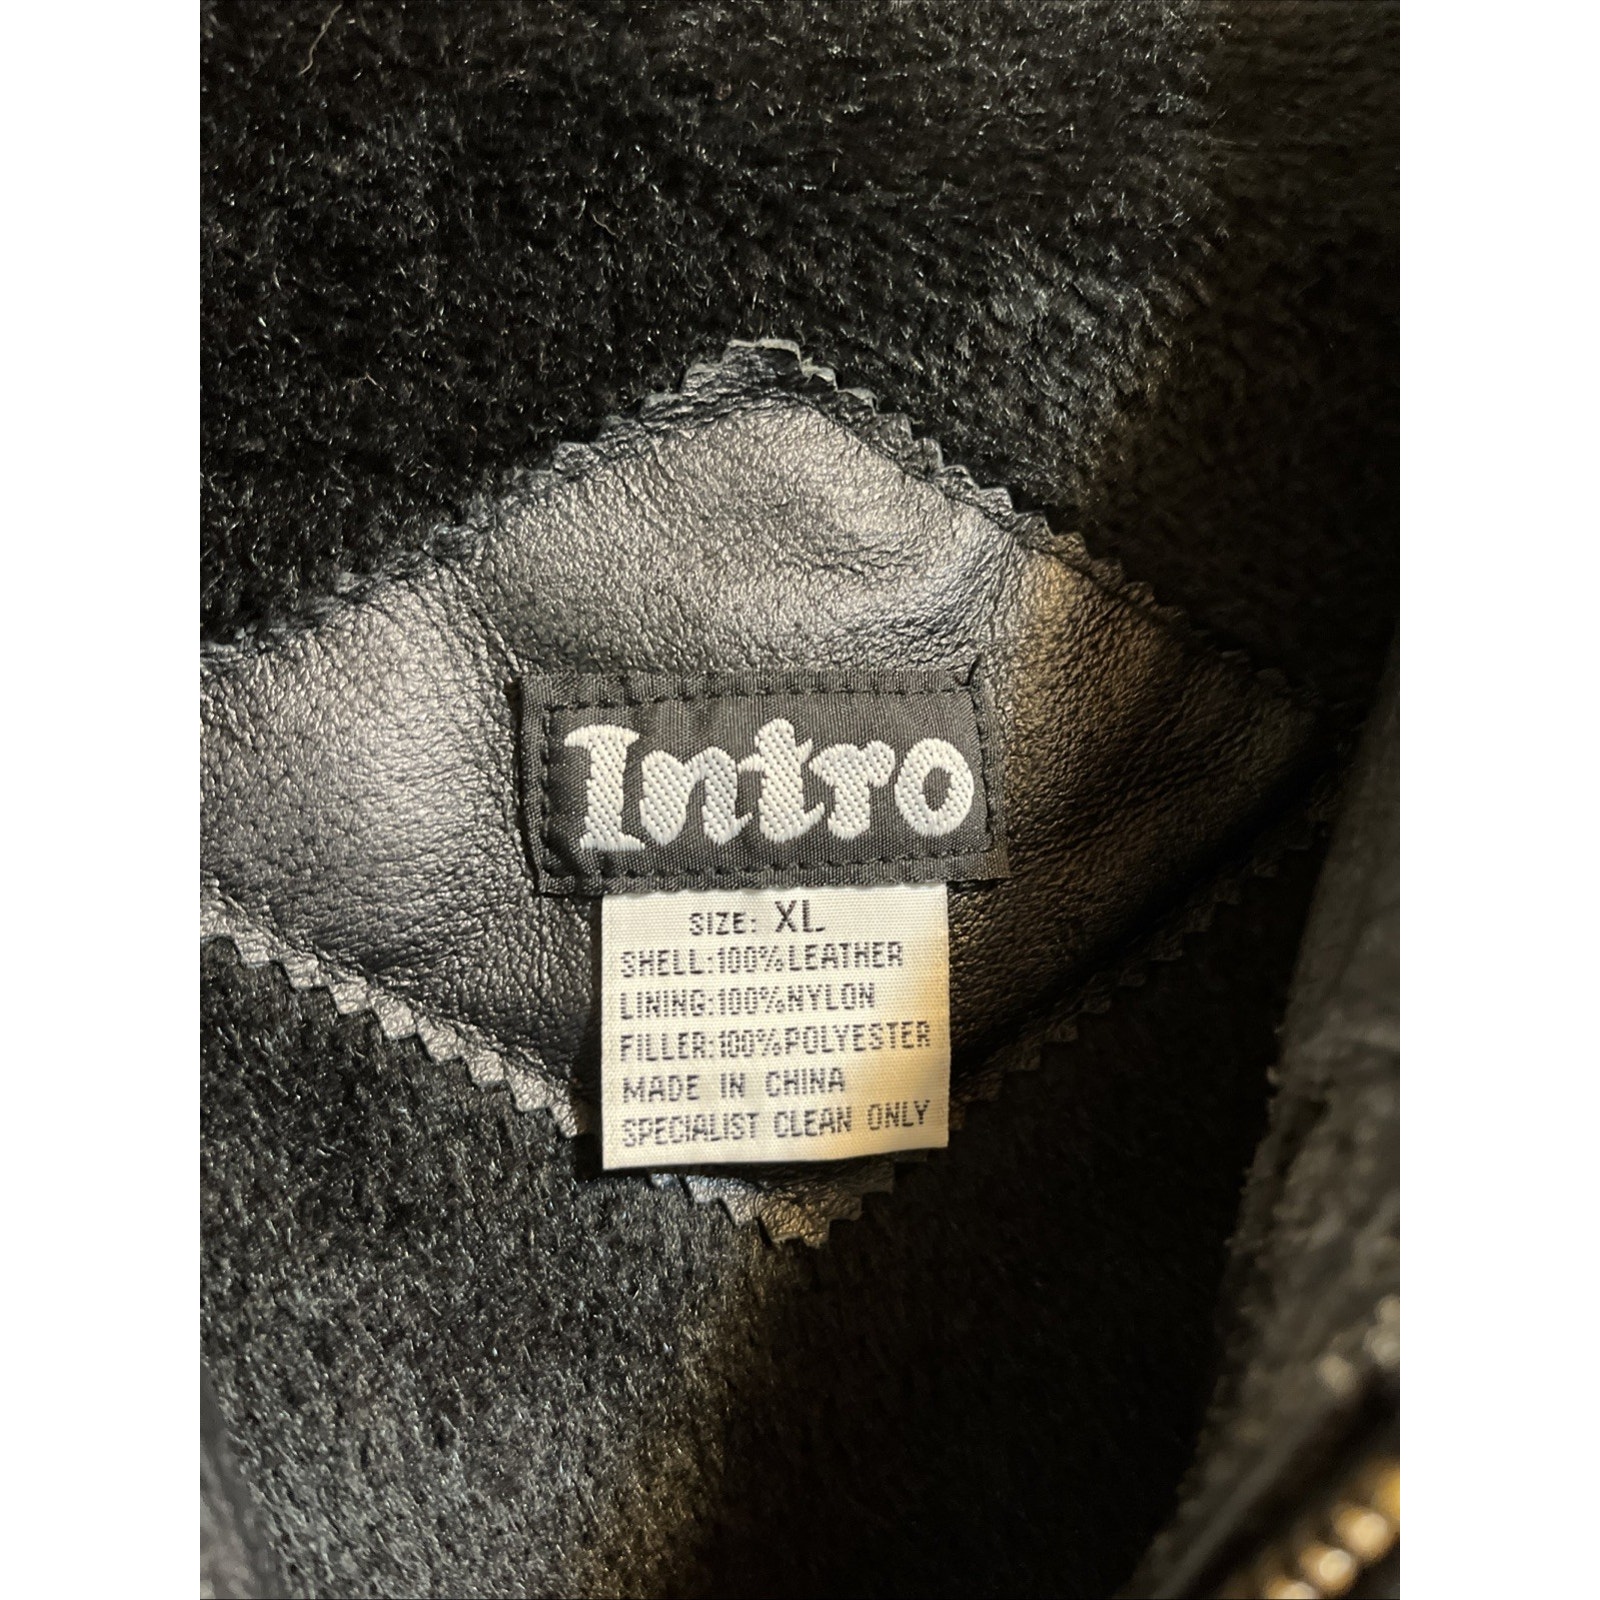 Intro
SIZE: XL
SHELL:100%LEATHER
LINING:100%NYLON
FILLER:100%POLYESTER
MADE IN CHINA
SPECIALIST CLEAN ONLY